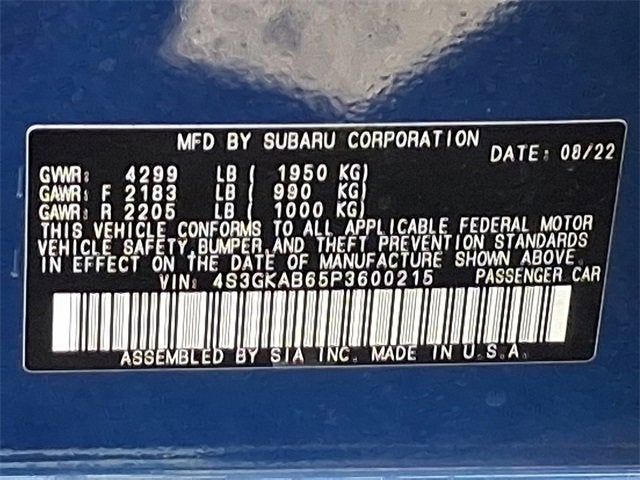 MFD BY SUBARU CORPORATION DATE: 08/22
GVWR: 4299 LB ( 1950 KG)
GAWR: F 2183 LB ( 990 KG)
GAWR: R 2205 LB ( 1000 KG)
THIS VEHICLE CONFORMS TO ALL APPLICABLE FEDERAL MOTOR
VEHICLE SAFETY, BUMPER, AND THEFT PREVENTION STANDARDS
IN EFFECT ON THE DATE OF MANUFACTURE SHOWN ABOVE.
VIN: 4S3GKAB65P3600215 PASSENGER CAR
ASSEMBLED BY SIA INC. MADE IN U.S.A.